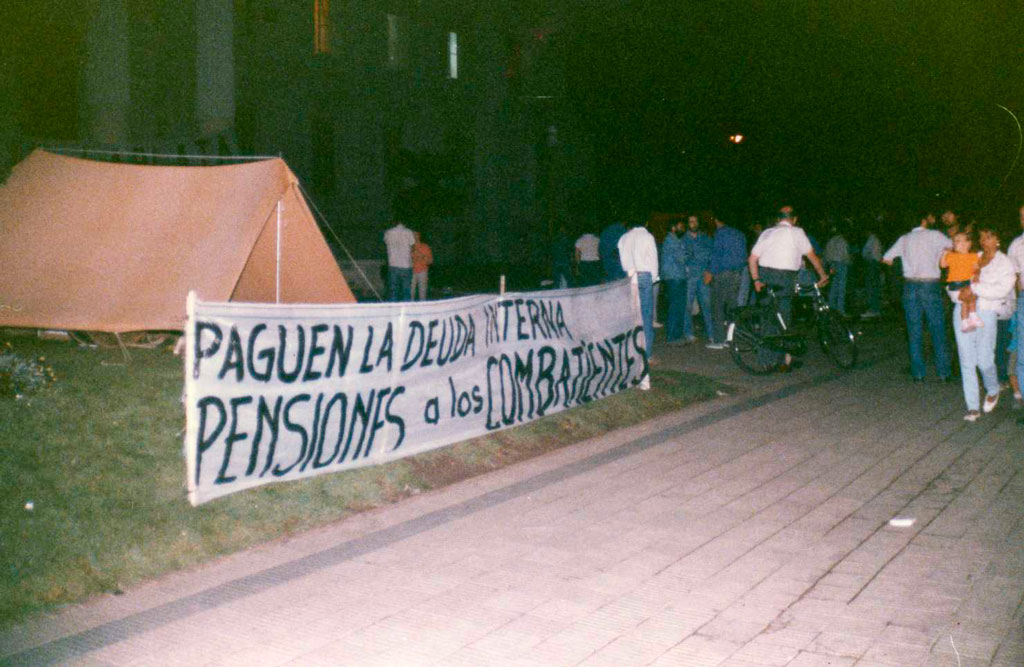 PAGUEN LA DEUDA INTERNA
PENSIONES a los COMBATIENTES